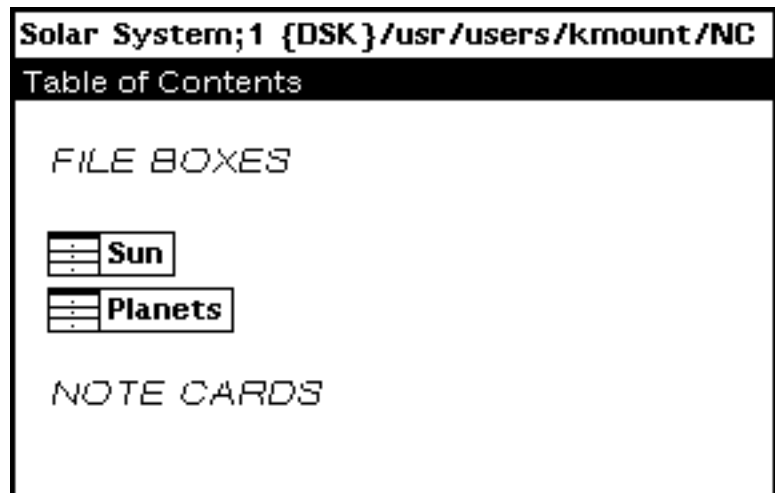 Solar System;1 {DSK}/usr/users/kmount/NC
Table of Contents
FILE BOXES
Sun
Planets
NOTE CARDS